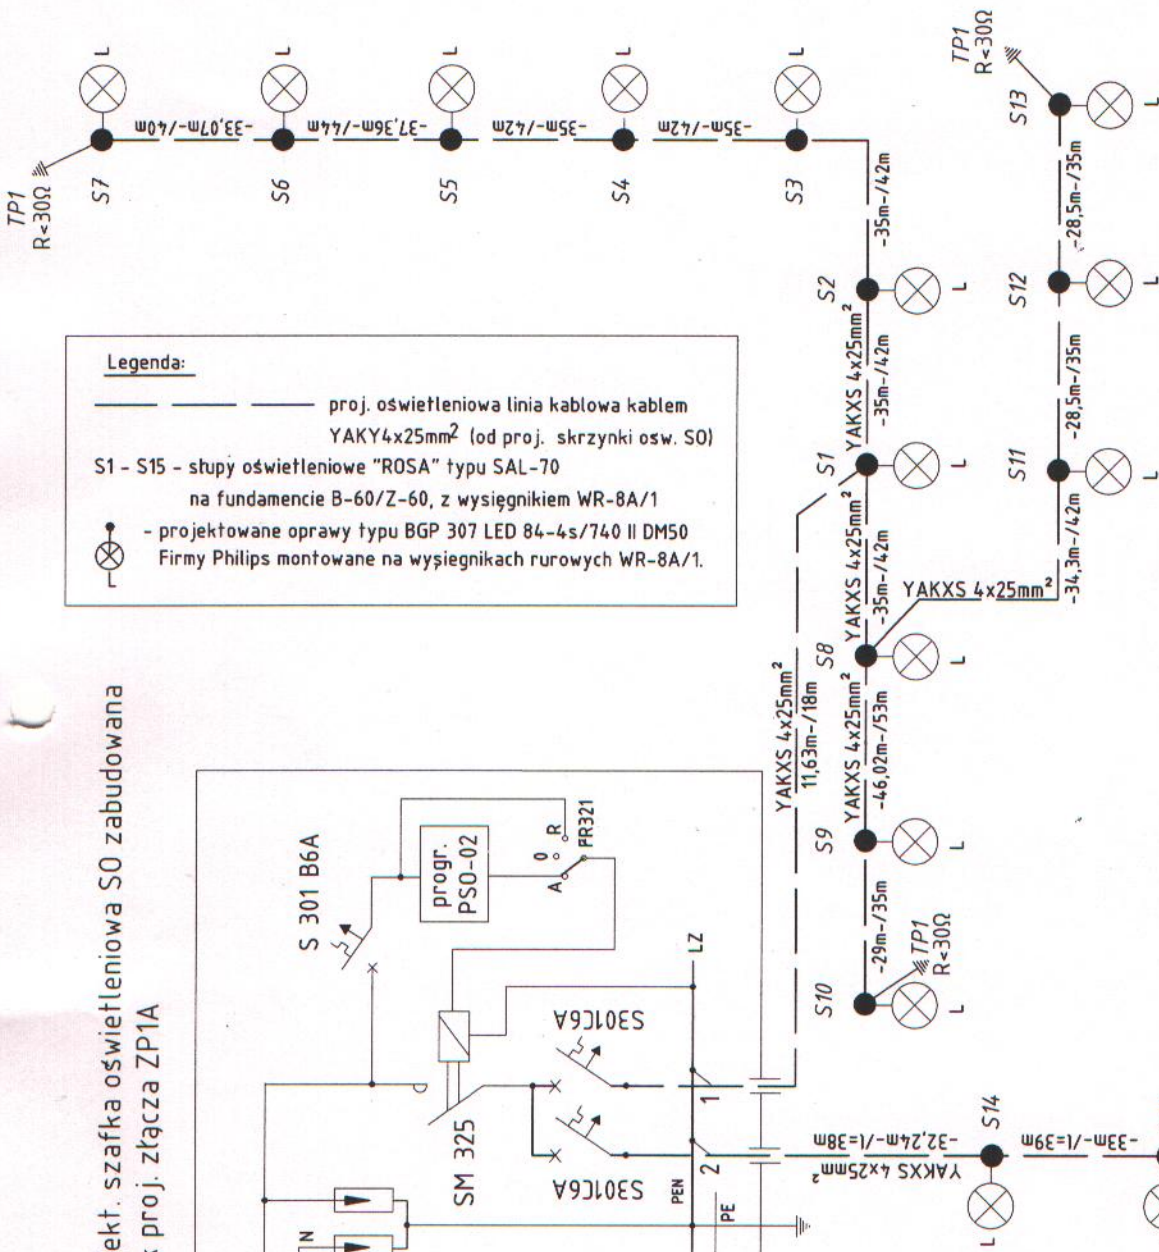 TP1
R<30Ω
S7
L
-33,07m-/40m
S6
L
-37,36m-/44m
S5
L
-35m-/42m
S4
L
-35m-/42m
S3
L
-35m-/42m
S2
L
YAKXS 4x25mm²
-35m-/42m
S1
L
YAKXS 4x25mm²
-35m-/42m
S8
L
YAKXS 4x25mm²
-46,02m-/53m
S9
L
-29m-/35m
S10
L
TP1
R<30Ω
TP1
R<30Ω
S13
L
-28,5m-/35m
S12
L
-28,5m-/35m
S11
L
-34,3m-/42m
YAKXS 4x25mm²
Legenda:
proj. oświetleniowa linia kablowa kablem
YAKY4x25mm² (od proj. skrzynki osw. SO)
S1 - S15 - słupy oświetleniowe "ROSA" typu SAL-70
na fundamencie B-60/Z-60, z wysięgnikiem WR-8A/1
L
- projektowane oprawy typu BGP 307 LED 84-4s/740 II DM50
Firmy Philips montowane na wysiegnikach rurowych WR-8A/1.
ekt. szafka oświetleniowa SO zabudowana
proj. złącza ZP1A
S 301 B6A
progr.
PSO-02
A
0
R
FR321
SM 325
S301C6A
S301C6A
LZ
PEN
PE
N
1
2
YAKXS 4x25mm²
11,63m-/18m
YAKXS 4x25mm²
-32,24m-/l=38m
S14
L
-33m-/l=39m